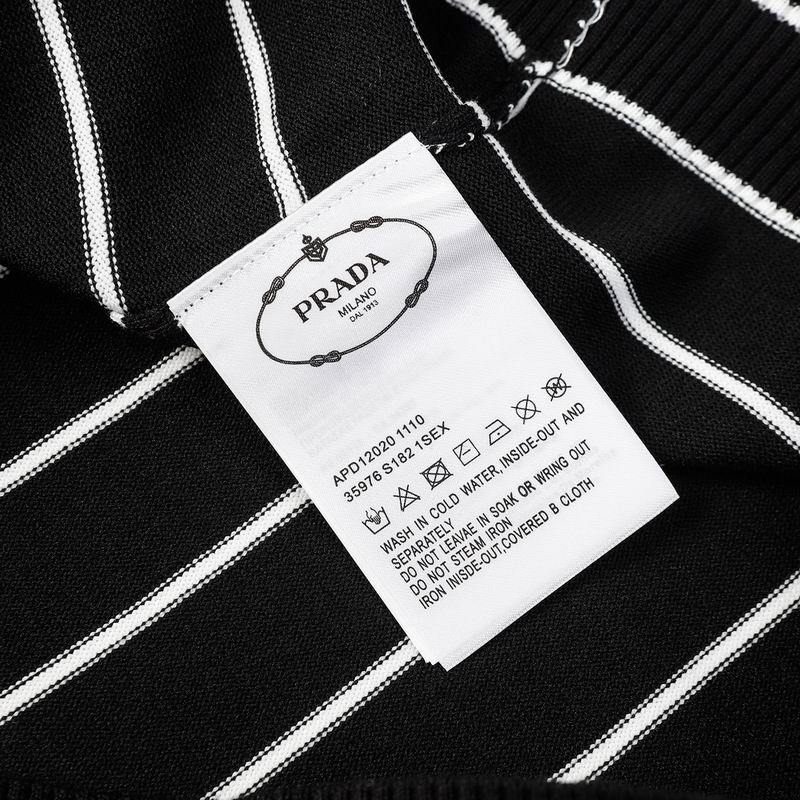 PRADA
MILANO
DAL 1913
APD12020 1110
35976 S182 1SEX
WASH IN COLD WATER,INSIDE-OUT AND
SEPARATELY
DO NOT LEAVAE IN SOAK OR WRING OUT
DO NOT STEAM IRON
IRON INISDE-OUT,COVERED B CLOTH